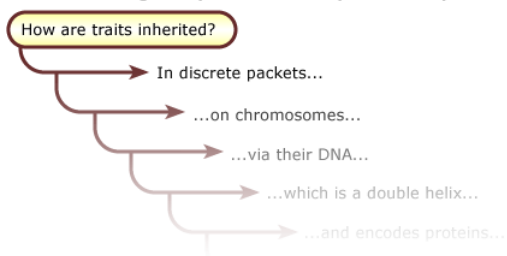 How are traits inherited?
In discrete packets...
...on chromosomes...
...via their DNA...
...which is a double helix...
...and encodes proteins...